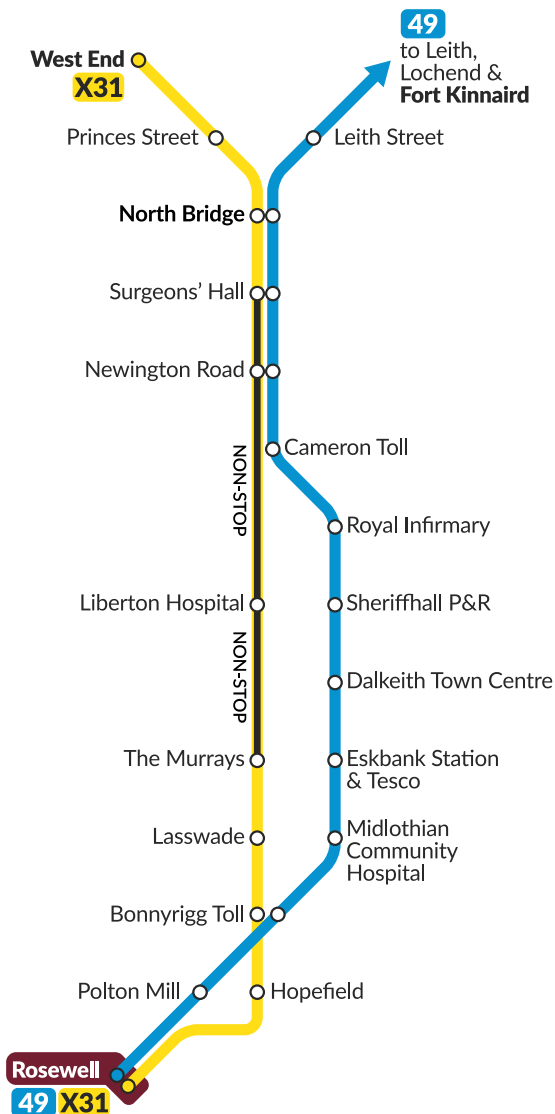 49
to Leith,
Lochend &
Fort Kinnaird
West End
X31
Princes Street
Leith Street
North Bridge
Surgeons’ Hall
Newington Road
Cameron Toll
NON-STOP
Royal Infirmary
Liberton Hospital
Sheriffhall P&R
NON-STOP
Dalkeith Town Centre
The Murrays
Eskbank Station
& Tesco
Lasswade
Midlothian
Community
Hospital
Bonnyrigg Toll
Polton Mill
Hopefield
Rosewell
49 X31